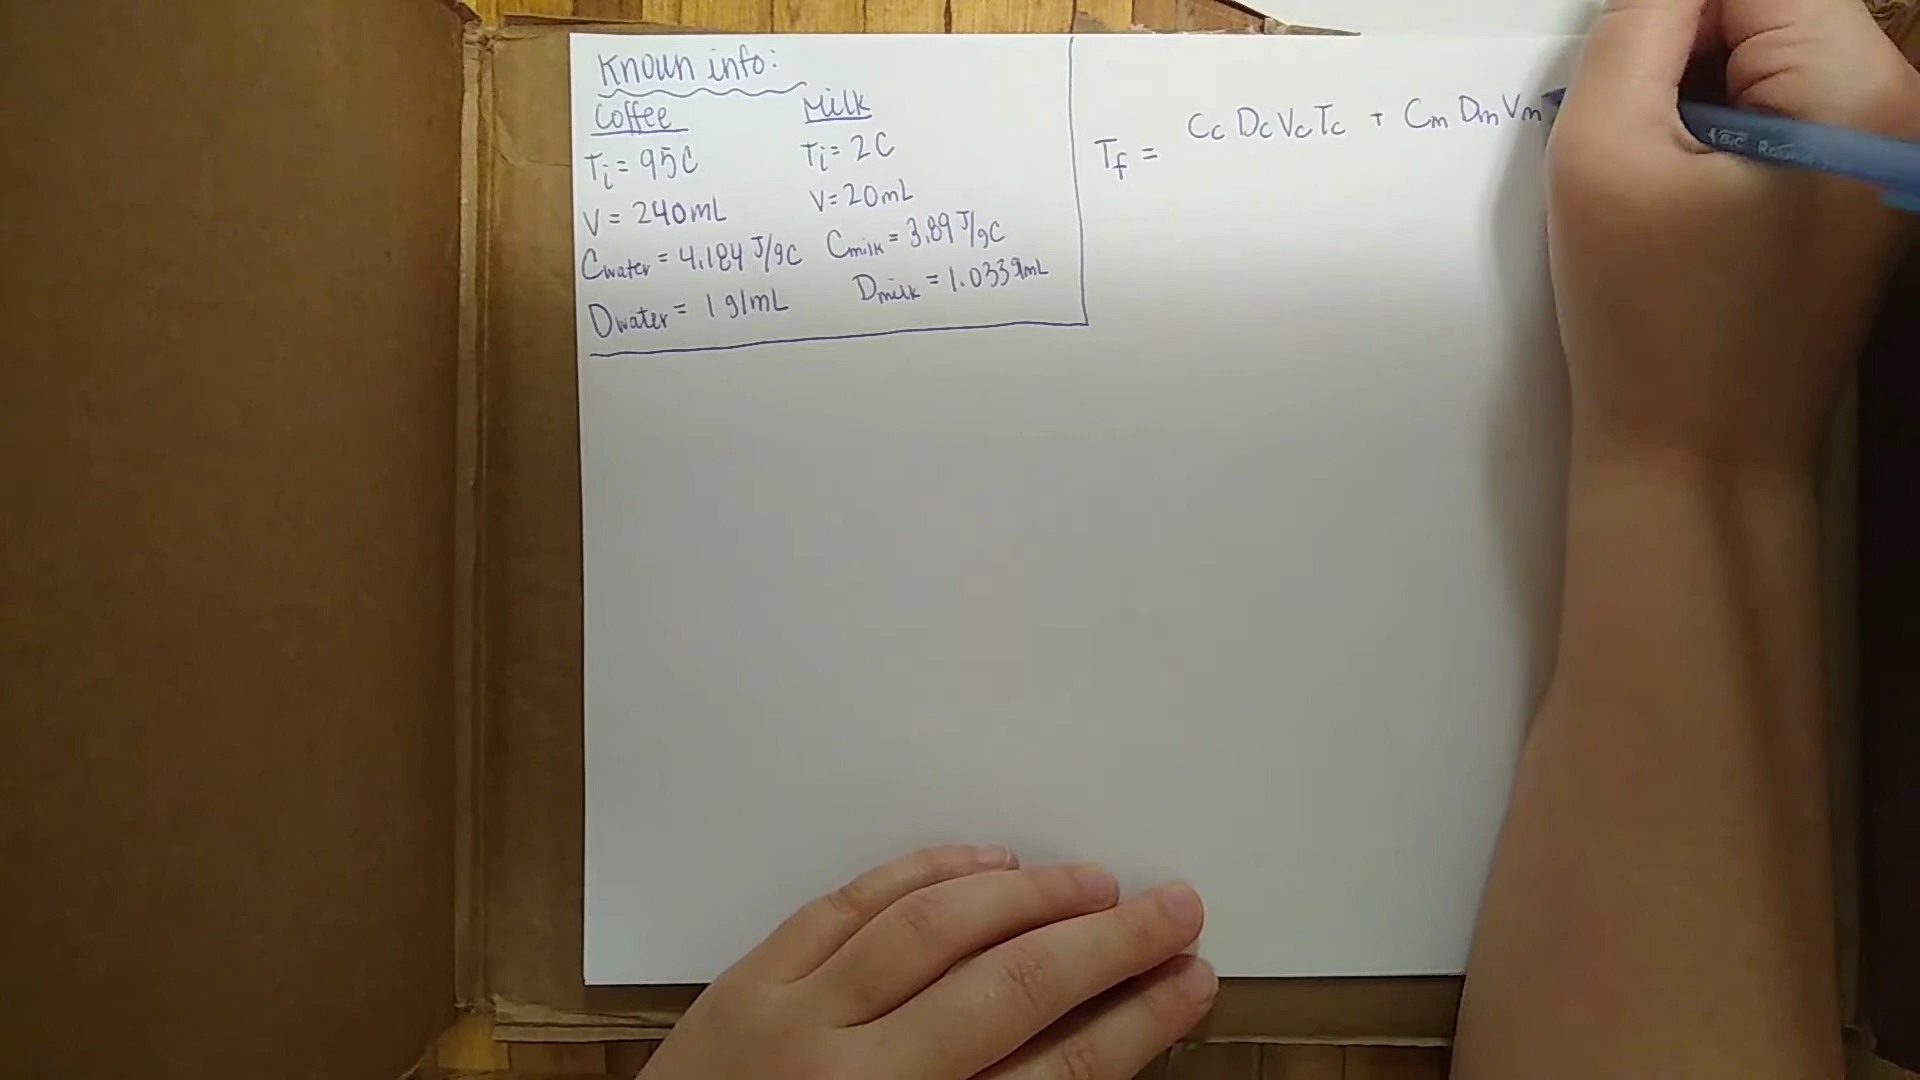 Known info:
Coffee
Ti = 95C
V = 240mL
Cwater = 4.184 J/gC
Dwater = 1 g/mL
Milk
Ti = 2C
V = 20mL
Cmilk = 3.89 J/gC
Dmilk = 1.033g/mL
Tf = Cc Dc Vc Tc + Cm Dm Vm
BIC